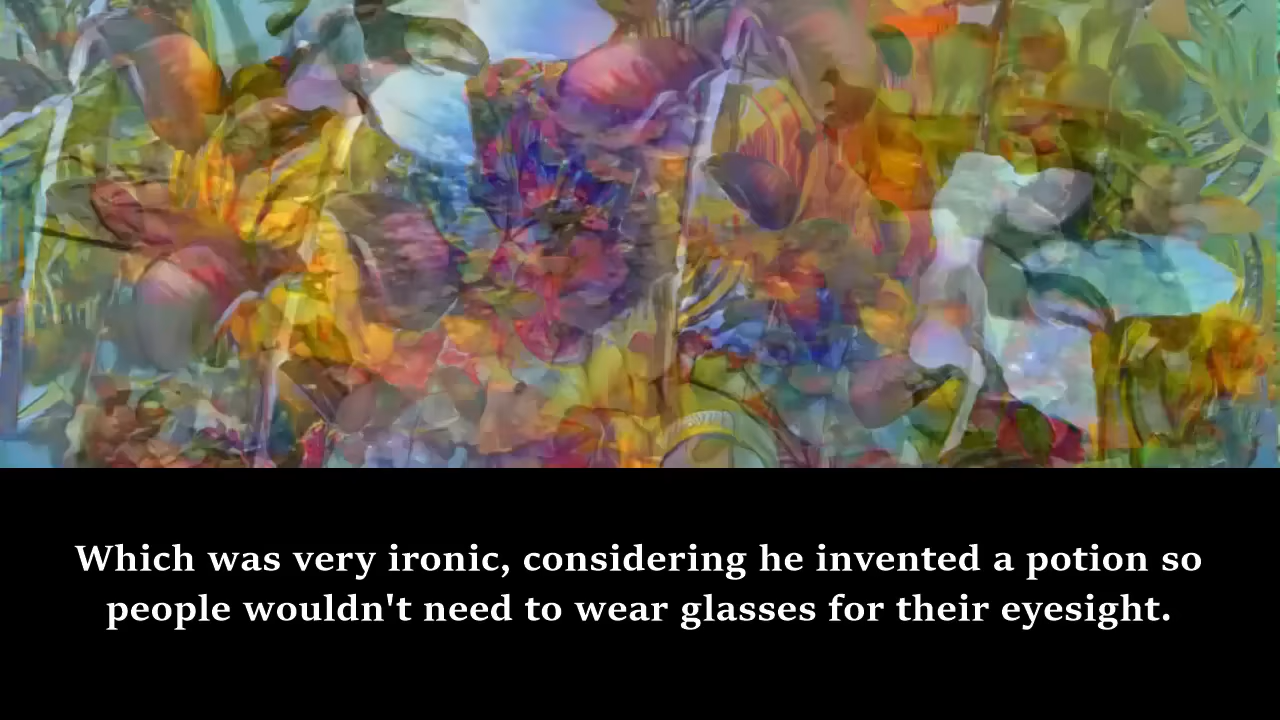 Which was very ironic, considering he invented a potion so
people wouldn't need to wear glasses for their eyesight.